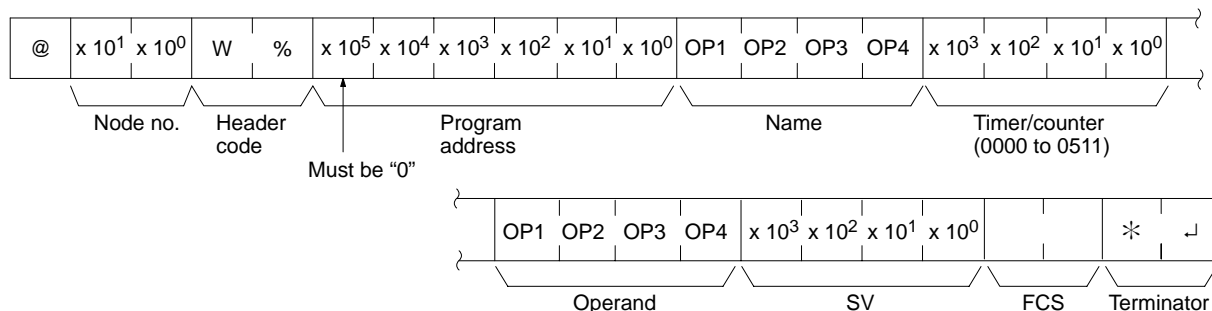 @ x 10¹ x 10⁰ W % x 10⁵ x 10⁴ x 10³ x 10² x 10¹ x 10⁰ OP1 OP2 OP3 OP4 x 10³ x 10² x 10¹ x 10⁰
Node no. Header code Program address Name Timer/counter (0000 to 0511)
Must be “0”
OP1 OP2 OP3 OP4 x 10³ x 10² x 10¹ x 10⁰ * ↵
Operand SV FCS Terminator